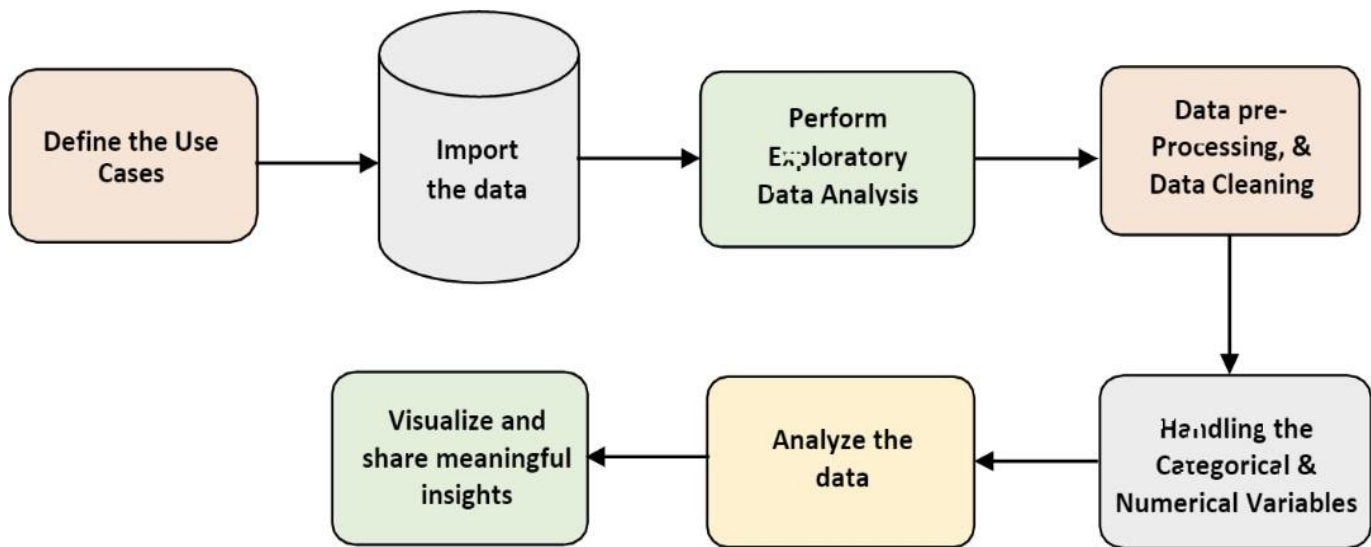 Define the Use
Cases
Import
the data
Perform
Exploratory
Data Analysis
Data pre-
Processing, &
Data Cleaning
Handling the
Categorical &
Numerical Variables
Analyze the
data
Visualize and
share meaningful
insights